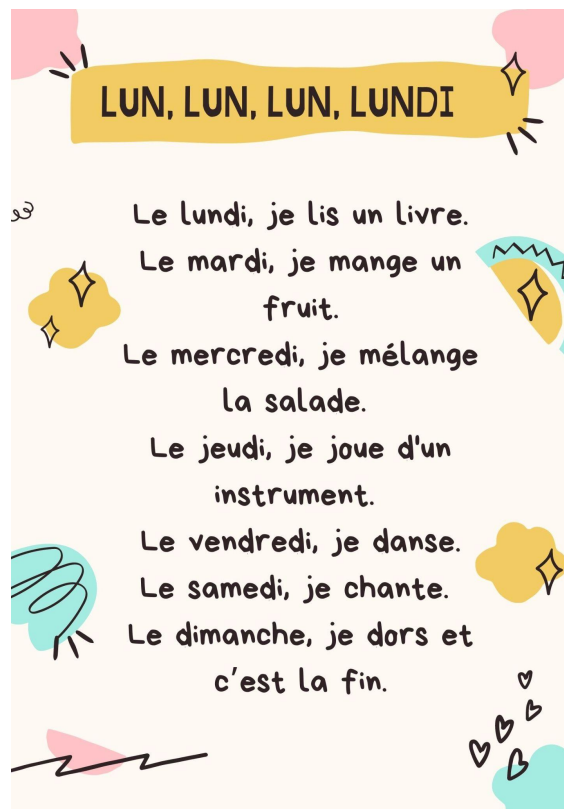 LUN, LUN, LUN, LUNDI
Le lundi, je lis un livre.
Le mardi, je mange un
fruit.
Le mercredi, je mélange
la salade.
Le jeudi, je joue d'un
instrument.
Le vendredi, je danse.
Le samedi, je chante.
Le dimanche, je dors et
c'est la fin.